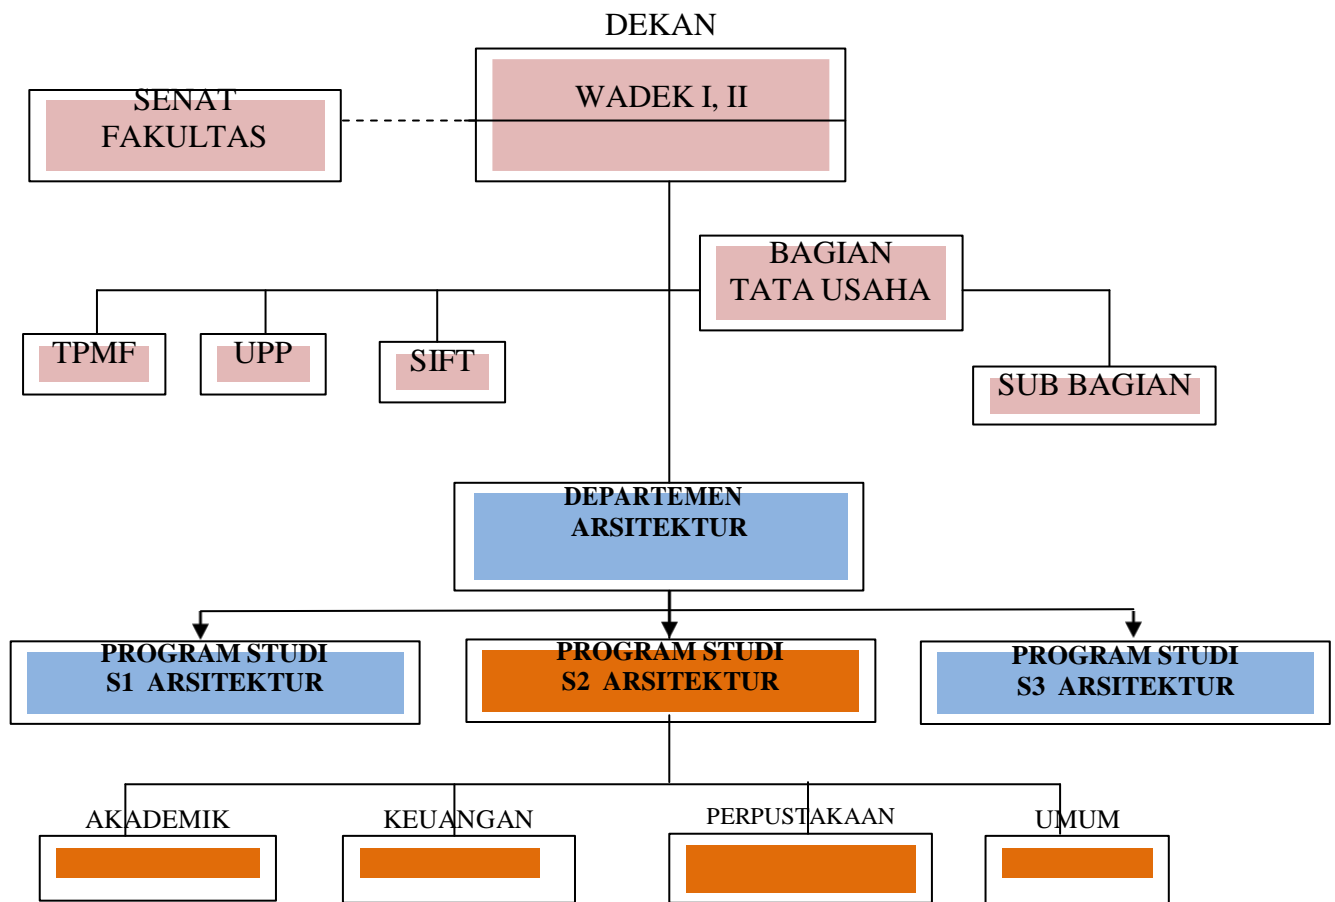 DEKAN
WADEK I, II
SENAT
FAKULTAS
BAGIAN
TATA USAHA
TPMF
UPP
SIFT
SUB BAGIAN
DEPARTEMEN
ARSITEKTUR
PROGRAM STUDI
S1 ARSITEKTUR
PROGRAM STUDI
S2 ARSITEKTUR
PROGRAM STUDI
S3 ARSITEKTUR
AKADEMIK
KEUANGAN
PERPUSTAKAAN
UMUM